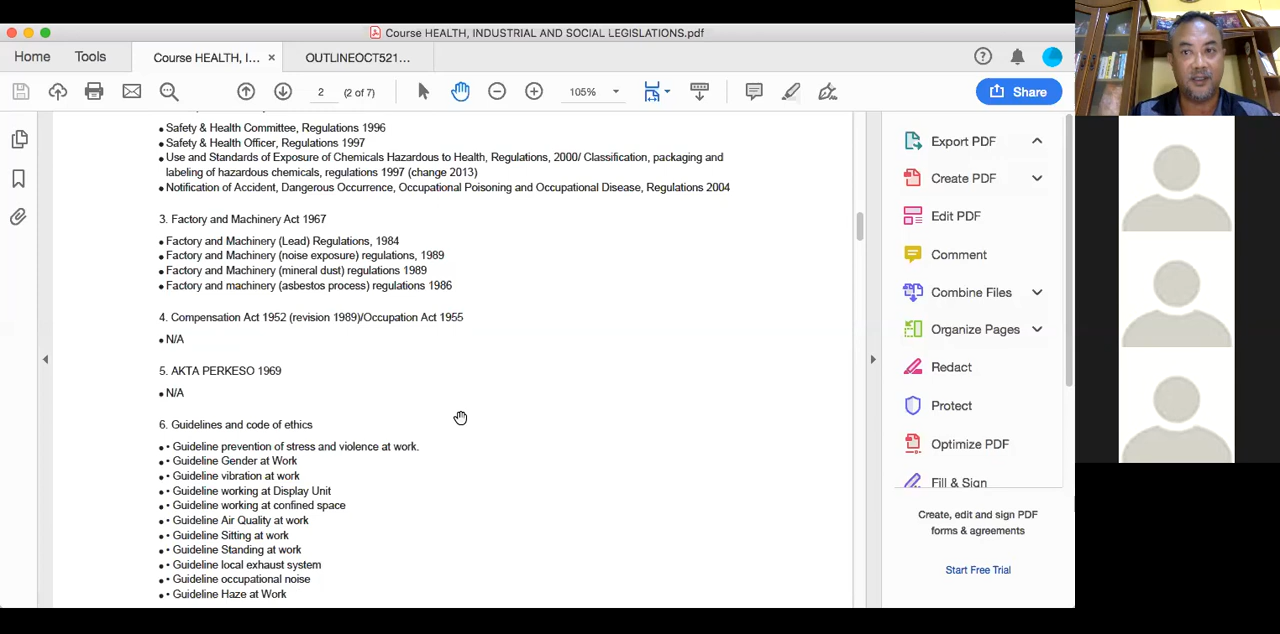 Course HEALTH, INDUSTRIAL AND SOCIAL LEGISLATIONS.pdf
Home
Tools
Course HEALTH, I... ×
OUTLINEOCT521...
2
(2 of 7)
105%
Share
• Safety & Health Committee, Regulations 1996
• Safety & Health Officer, Regulations 1997
• Use and Standards of Exposure of Chemicals Hazardous to Health, Regulations, 2000/ Classification, packaging and
labeling of hazardous chemicals, regulations 1997 (change 2013)
• Notification of Accident, Dangerous Occurrence, Occupational Poisoning and Occupational Disease, Regulations 2004
3. Factory and Machinery Act 1967
• Factory and Machinery (Lead) Regulations, 1984
• Factory and Machinery (noise exposure) regulations, 1989
• Factory and Machinery (mineral dust) regulations 1989
• Factory and machinery (asbestos process) regulations 1986
4. Compensation Act 1952 (revision 1989)/Occupation Act 1955
• N/A
5. AKTA PERKESO 1969
• N/A
6. Guidelines and code of ethics
• • Guideline prevention of stress and violence at work.
• • Guideline Gender at Work
• • Guideline vibration at work
• • Guideline working at Display Unit
• • Guideline working at confined space
• • Guideline Air Quality at work
• • Guideline Sitting at work
• • Guideline Standing at work
• • Guideline local exhaust system
• • Guideline occupational noise
• • Guideline Haze at Work
Export PDF
Create PDF
Edit PDF
Comment
Combine Files
Organize Pages
Redact
Protect
Optimize PDF
Fill & Sign
Create, edit and sign PDF
forms & agreements
Start Free Trial